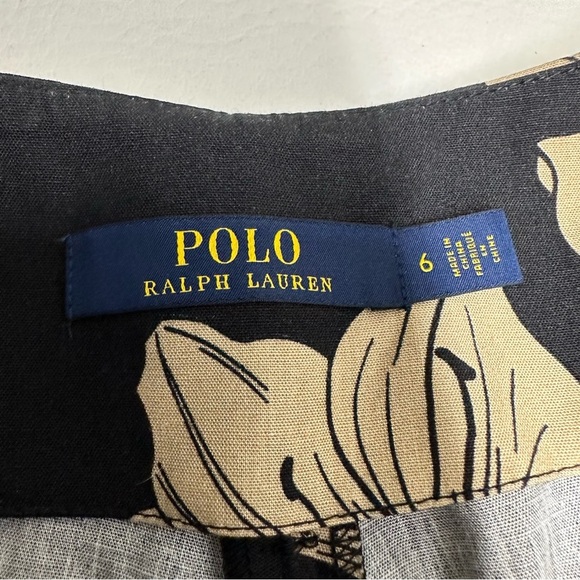 POLO
RALPH LAUREN
6
MADE IN
CHINA
FABRIQUÉ
EN
CHINE